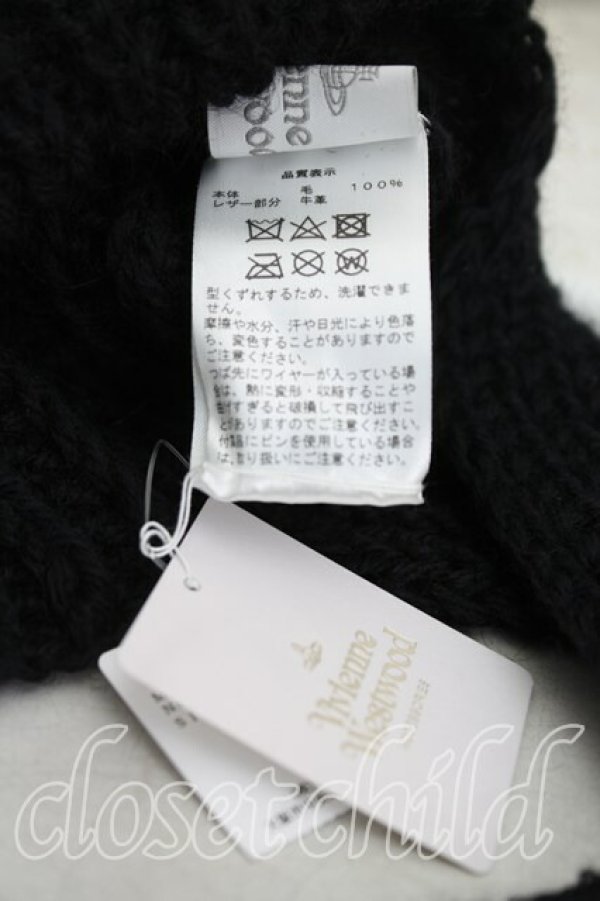 品質表示
本体 毛 100%
レザー部分 牛革
型くずれするため、洗濯できま
せん。
摩擦や水分、汗や日光により色落
ち、変色することがありますので
ご注意ください。
つば先にワイヤーが入っている場
合は、熱に変形・収縮することや
すぎると破損して飛び出すこ
とがありますのでご注意ください。
付属にピンを使用している場合
は、取り扱いにご注意ください。
Vivienne
Westwood
closetchild